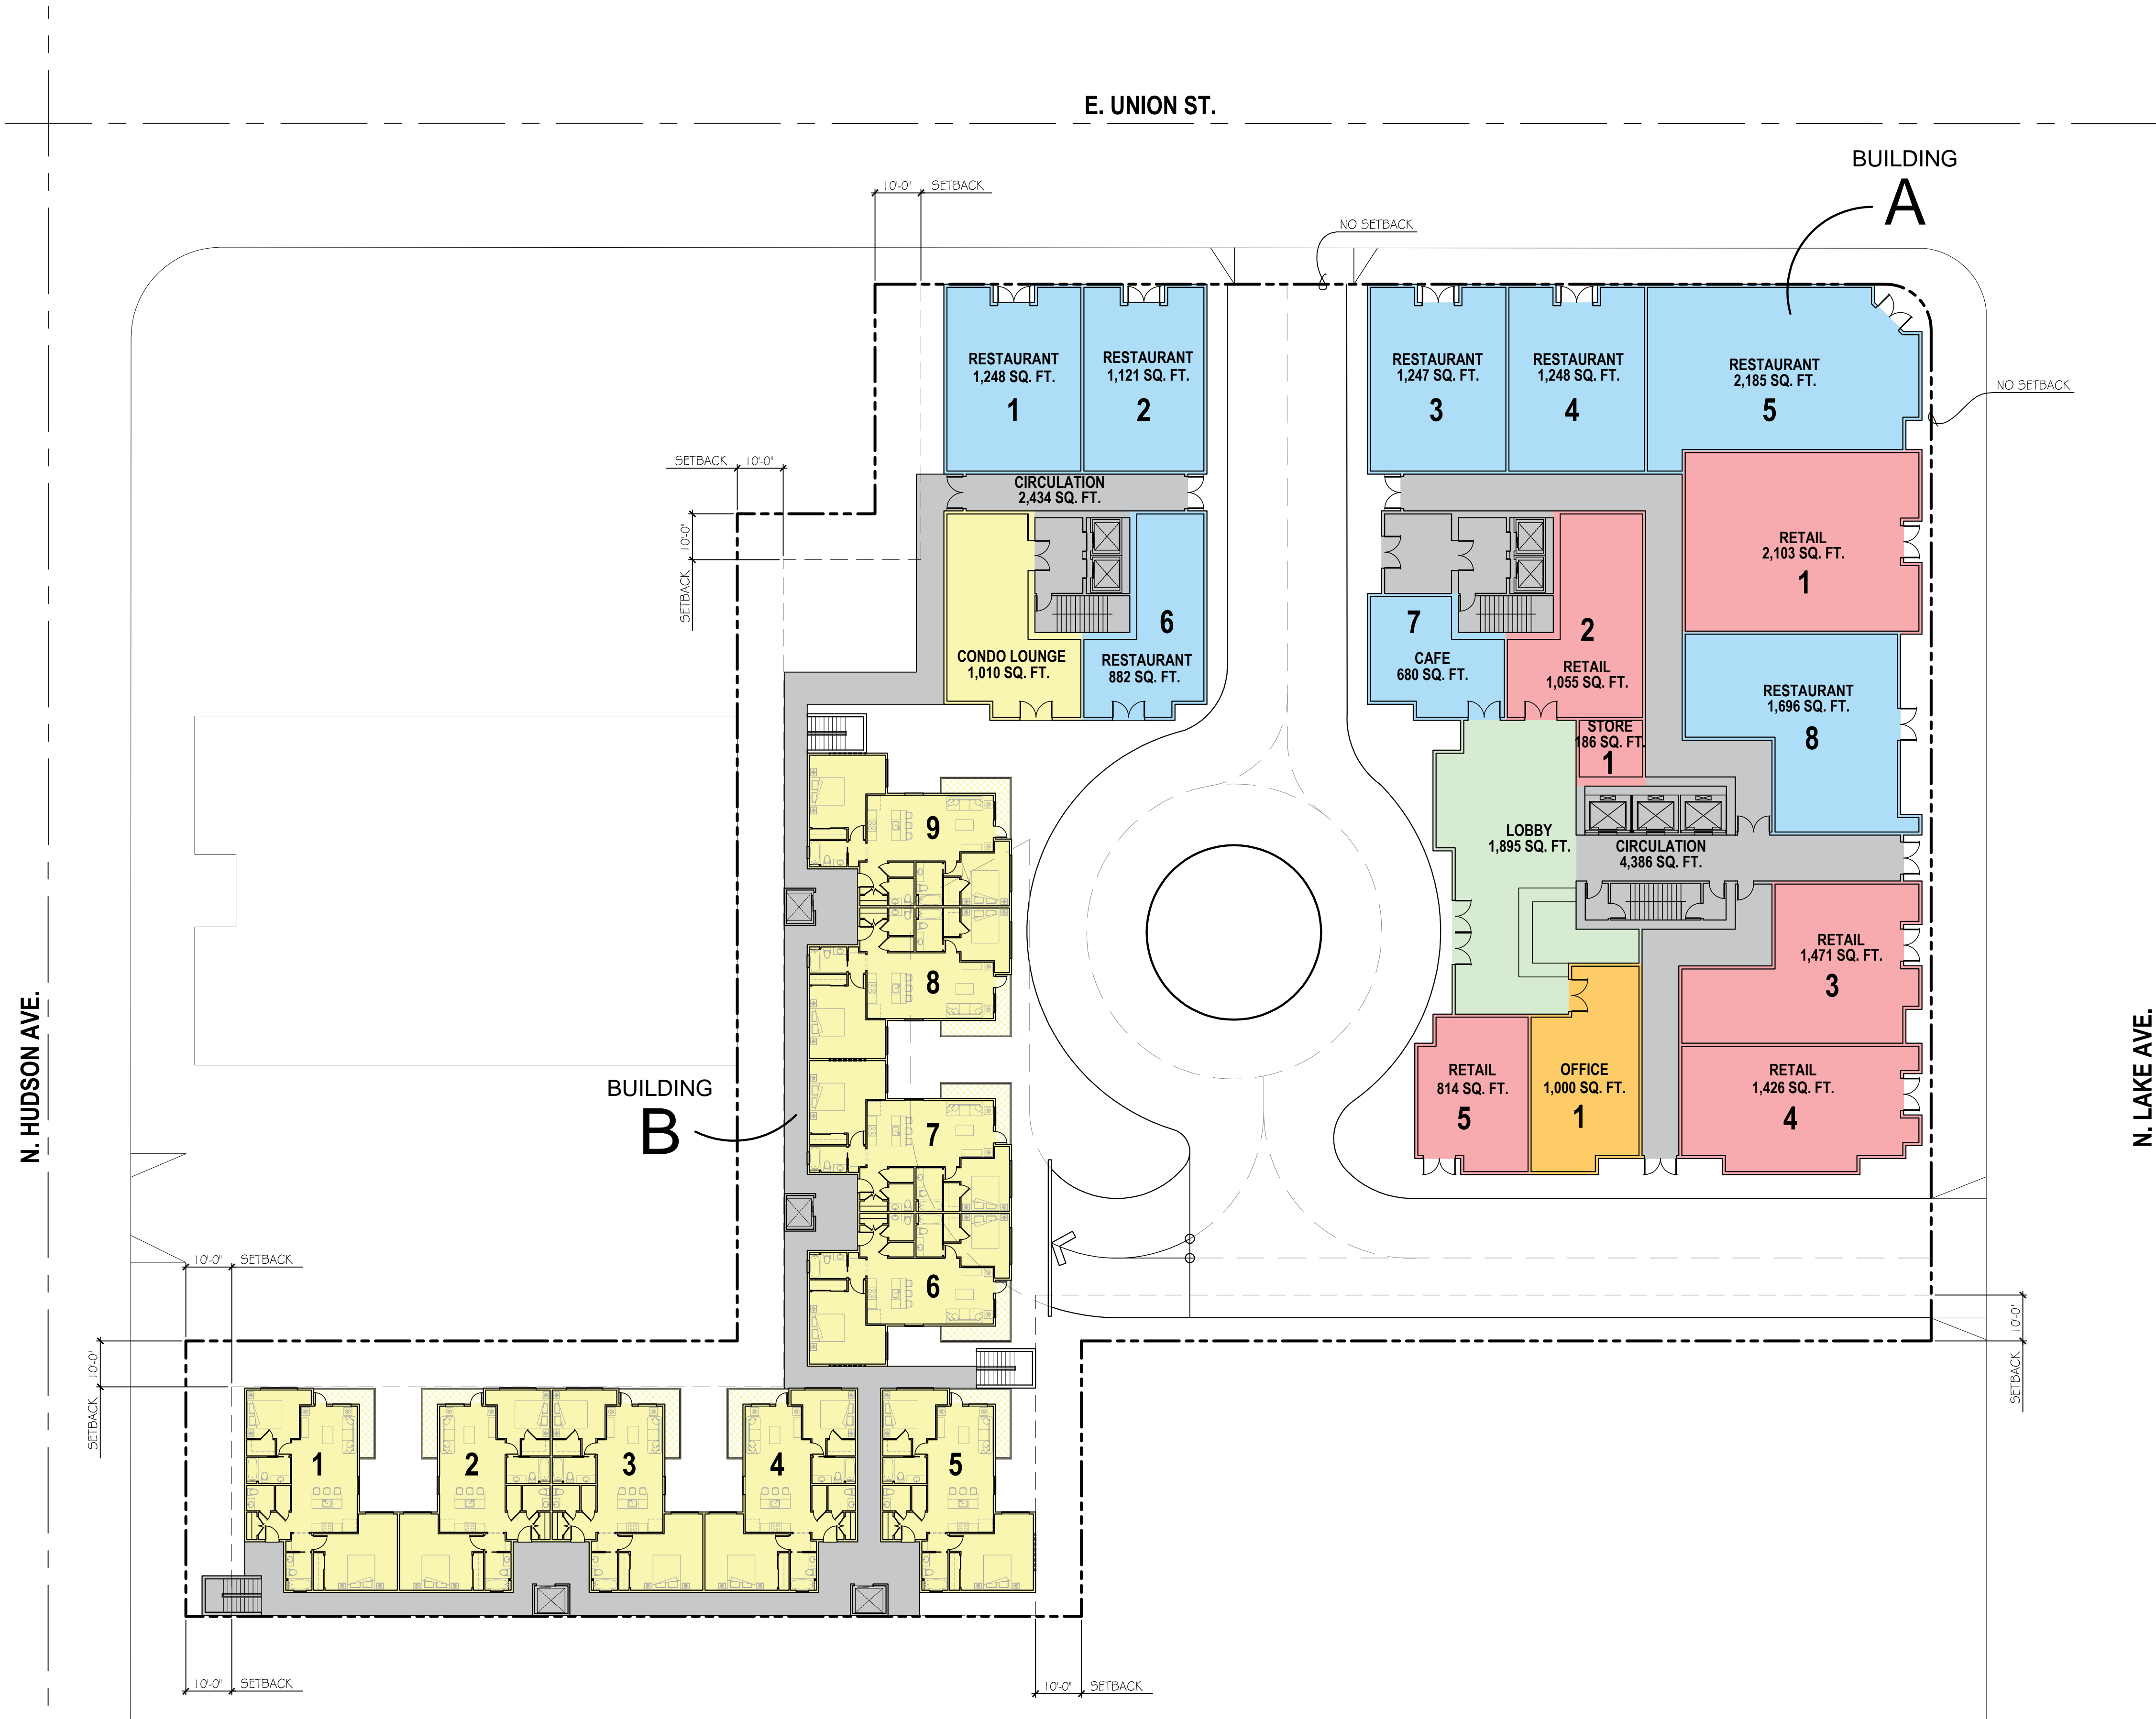 E. UNION ST.
BUILDING
A
10'-0" SETBACK
NO SETBACK
NO SETBACK
RESTAURANT
1,248 SQ. FT.
1
RESTAURANT
1,121 SQ. FT.
2
RESTAURANT
1,247 SQ. FT.
3
RESTAURANT
1,248 SQ. FT.
4
RESTAURANT
2,185 SQ. FT.
5
SETBACK 10'-0"
10'-0"
SETBACK
CIRCULATION
2,434 SQ. FT.
RETAIL
2,103 SQ. FT.
1
CONDO LOUNGE
1,010 SQ. FT.
6
RESTAURANT
882 SQ. FT.
7
CAFE
680 SQ. FT.
2
RETAIL
1,055 SQ. FT.
RESTAURANT
1,696 SQ. FT.
8
STORE
186 SQ. FT.
1
LOBBY
1,895 SQ. FT.
CIRCULATION
4,386 SQ. FT.
9
8
RETAIL
1,471 SQ. FT.
3
N. HUDSON AVE.
N. LAKE AVE.
BUILDING
B
7
RETAIL
814 SQ. FT.
5
OFFICE
1,000 SQ. FT.
1
RETAIL
1,426 SQ. FT.
4
6
10'-0" SETBACK
10'-0"
SETBACK
10'-0"
SETBACK
1
2
3
4
5
10'-0" SETBACK
10'-0" SETBACK